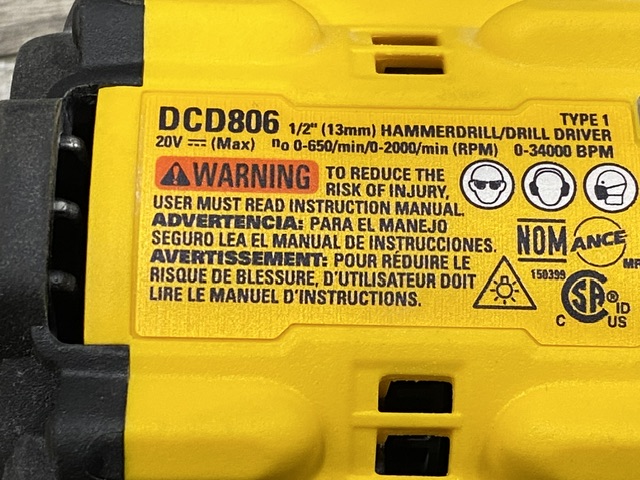 DCD806 1/2" (13mm) HAMMERDRILL/DRILL DRIVER TYPE 1
20V ⎓ (Max) no 0-650/min/0-2000/min (RPM) 0-34000 BPM
WARNING TO REDUCE THE
RISK OF INJURY,
USER MUST READ INSTRUCTION MANUAL.
ADVERTENCIA: PARA EL MANEJO
SEGURO LEA EL MANUAL DE INSTRUCCIONES.
AVERTISSEMENT: POUR RÉDUIRE LE
RISQUE DE BLESSURE, D'UTILISATEUR DOIT
LIRE LE MANUEL D'INSTRUCTIONS.
NOM ANCE
150399
C SA ® ID
C US